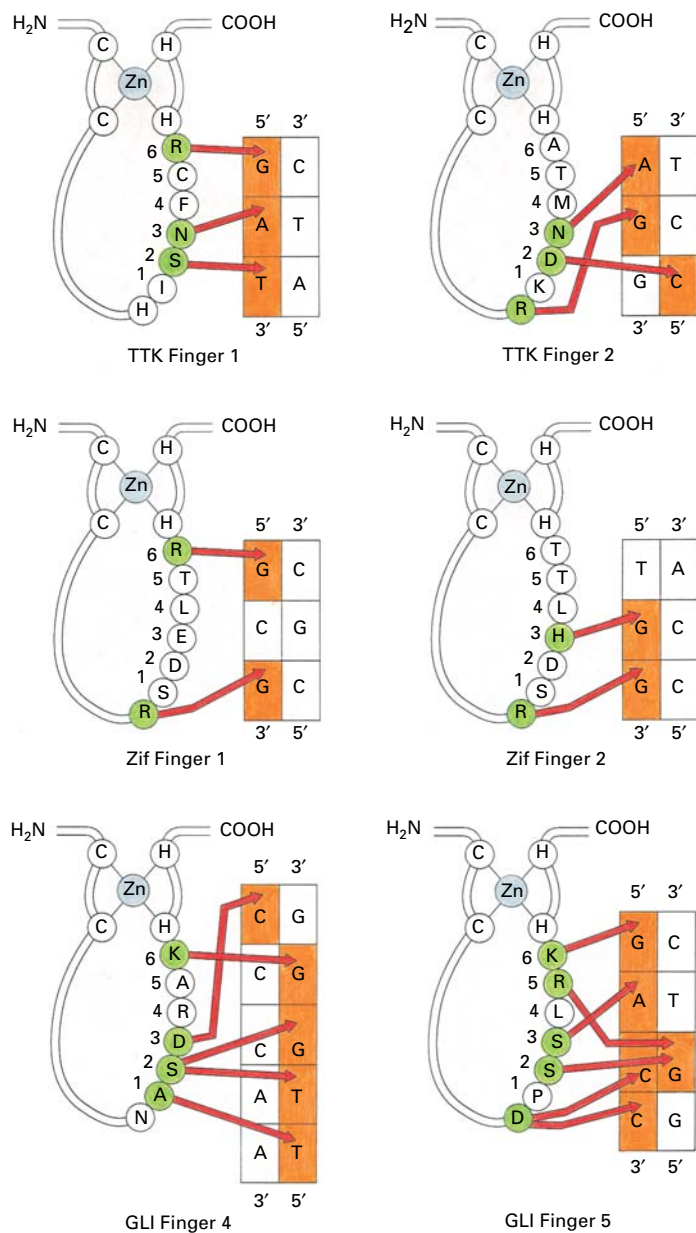 H₂N COOH
C H
Zn
C H
5′ 3′
6 R G C
5 C
4 F
3 N A T
2 S
1 I T A
H
3′ 5′
TTK Finger 1
H₂N COOH
C H
Zn
C H
5′ 3′
6 A
5 T A T
4 M
3 N G C
2 D
1 K G C
R
3′ 5′
TTK Finger 2
H₂N COOH
C H
Zn
C H
5′ 3′
6 R G C
5 T
4 L
3 E C G
2 D
1 S G C
R
3′ 5′
Zif Finger 1
H₂N COOH
C H
Zn
C H
5′ 3′
6 T
5 T T A
4 L
3 H G C
2 D
1 S G C
R
3′ 5′
Zif Finger 2
H₂N COOH
C H
Zn
C H
5′ 3′
C G
6 K C G
5 A
4 R
3 D C G
2 S
1 A A T
N A T
3′ 5′
GLI Finger 4
H₂N COOH
C H
Zn
C H
5′ 3′
6 K G C
5 R
4 L A T
3 S
2 S C G
1 P
D C G
3′ 5′
GLI Finger 5